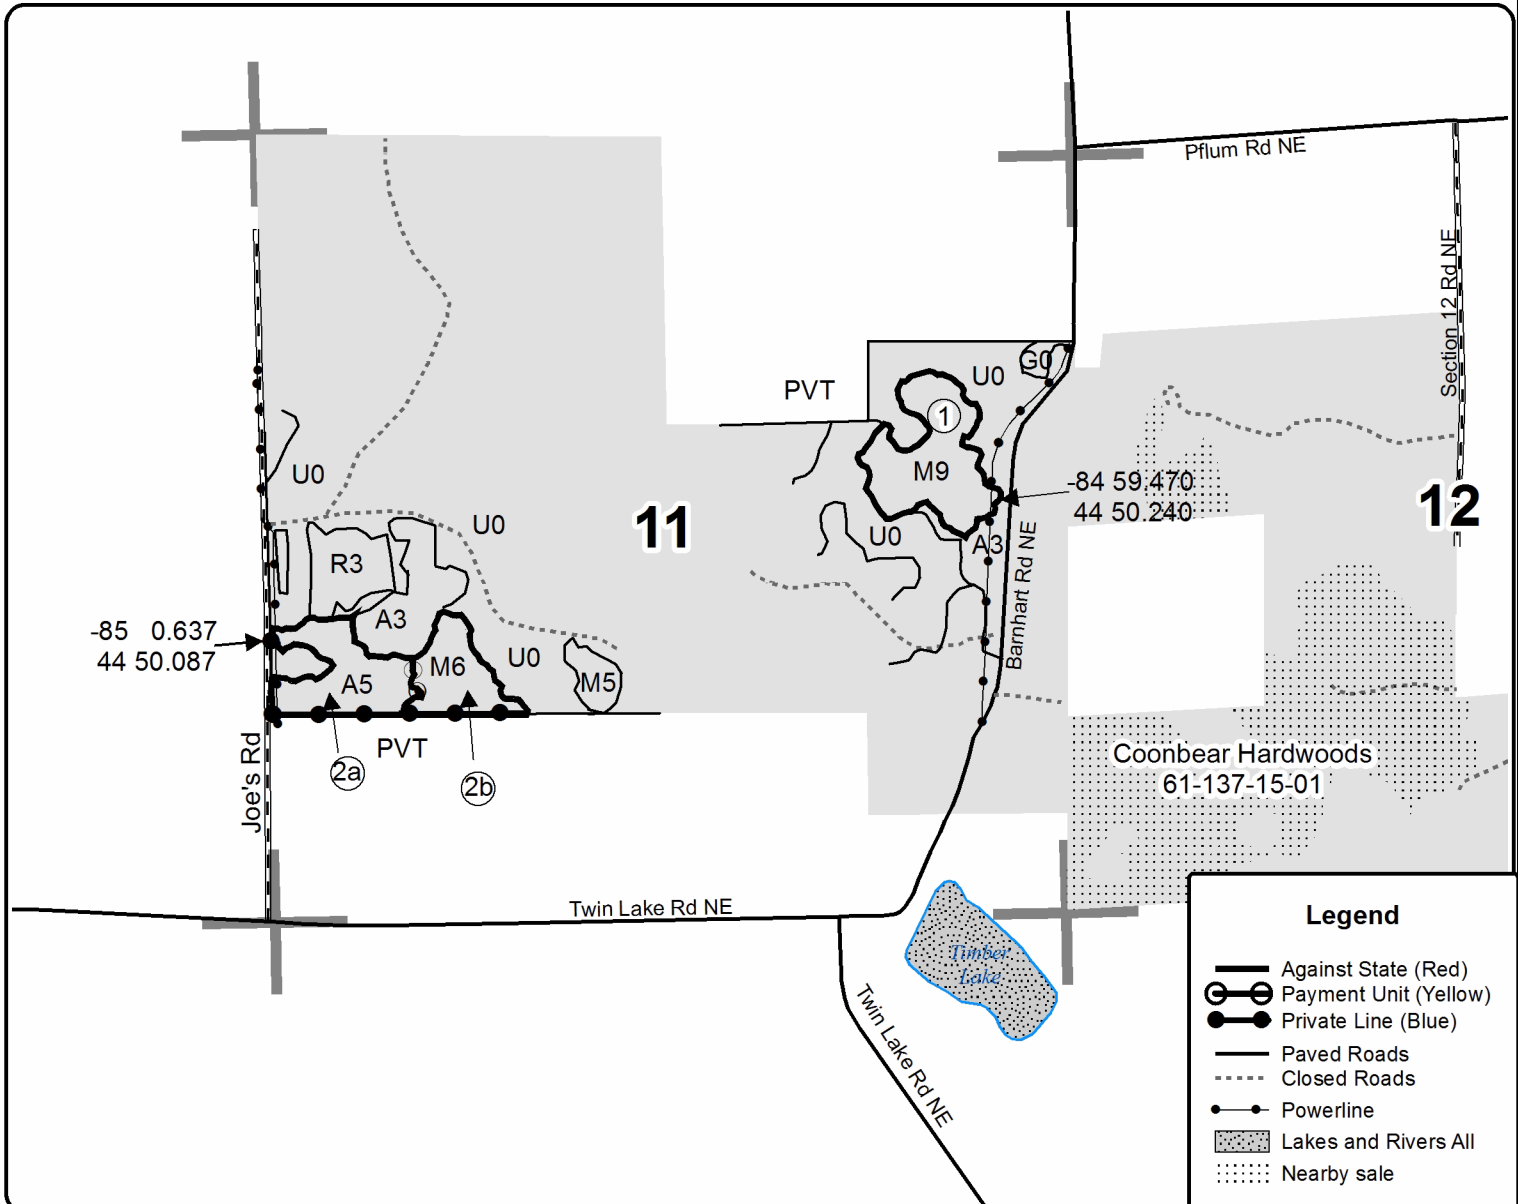 Pflum Rd NE
Section 12 Rd NE
G0
U0
PVT
1
M9
-84 59.470
44 50.240
U0
11
12
U0
U0
A3
Barnhart Rd NE
R3
A3
-85 0.637
44 50.087
M6
U0
A5
M5
PVT
2a
2b
Joe's Rd
Coonbear Hardwoods
61-137-15-01
Twin Lake Rd NE
Timber
Lake
Twin Lake Rd NE
Legend
Against State (Red)
Payment Unit (Yellow)
Private Line (Blue)
Paved Roads
Closed Roads
Powerline
Lakes and Rivers All
Nearby sale